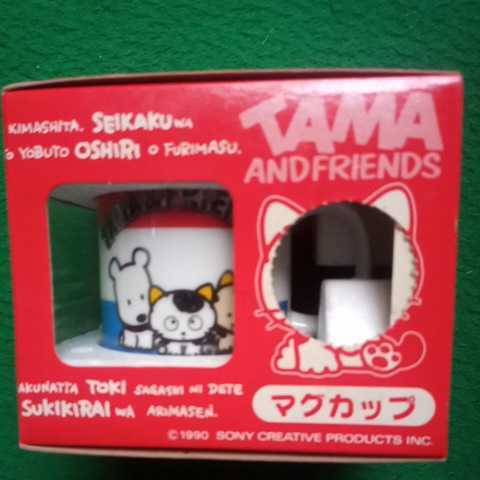 TAMA
AND FRIENDS
KIMASHITA. SEIKAKU WA
O YOBUTO OSHIRI O FURIMASU.
AKUNATTA TOKI SAGASHI NI DETE
SUKIKIRAI WA ARIMASEN.
マグカップ
©1990 SONY CREATIVE PRODUCTS INC.